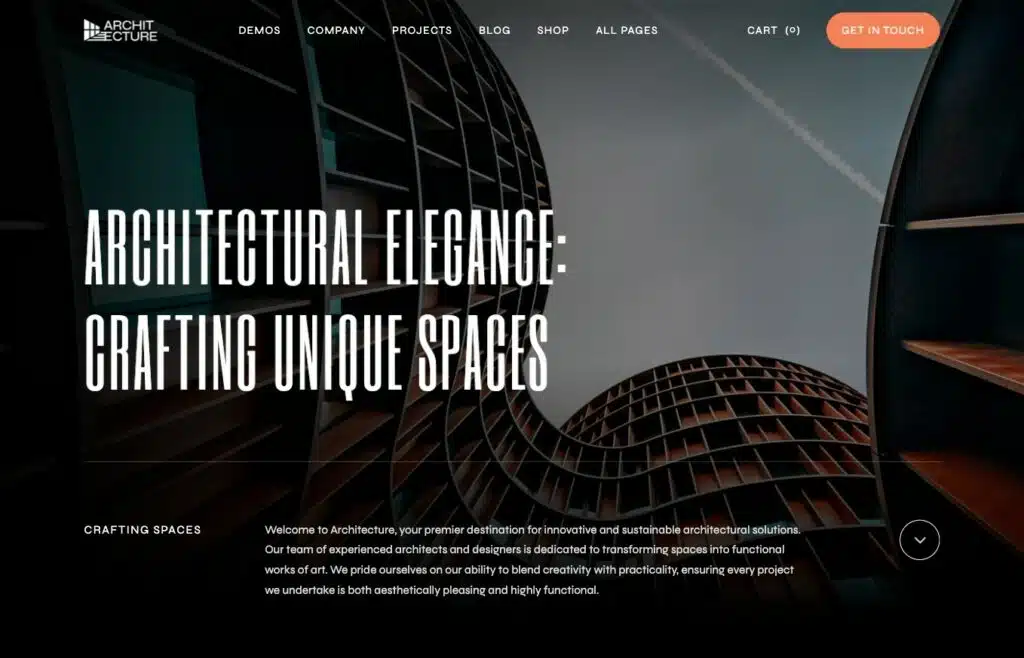 ARCHIT
ECTURE
DEMOS COMPANY PROJECTS BLOG SHOP ALL PAGES CART (0) GET IN TOUCH
ARCHITECTURAL ELEGANCE:
CRAFTING UNIQUE SPACES
CRAFTING SPACES
Welcome to Architecture, your premier destination for innovative and sustainable architectural solutions.
Our team of experienced architects and designers is dedicated to transforming spaces into functional
works of art. We pride ourselves on our ability to blend creativity with practicality, ensuring every project
we undertake is both aesthetically pleasing and highly functional.